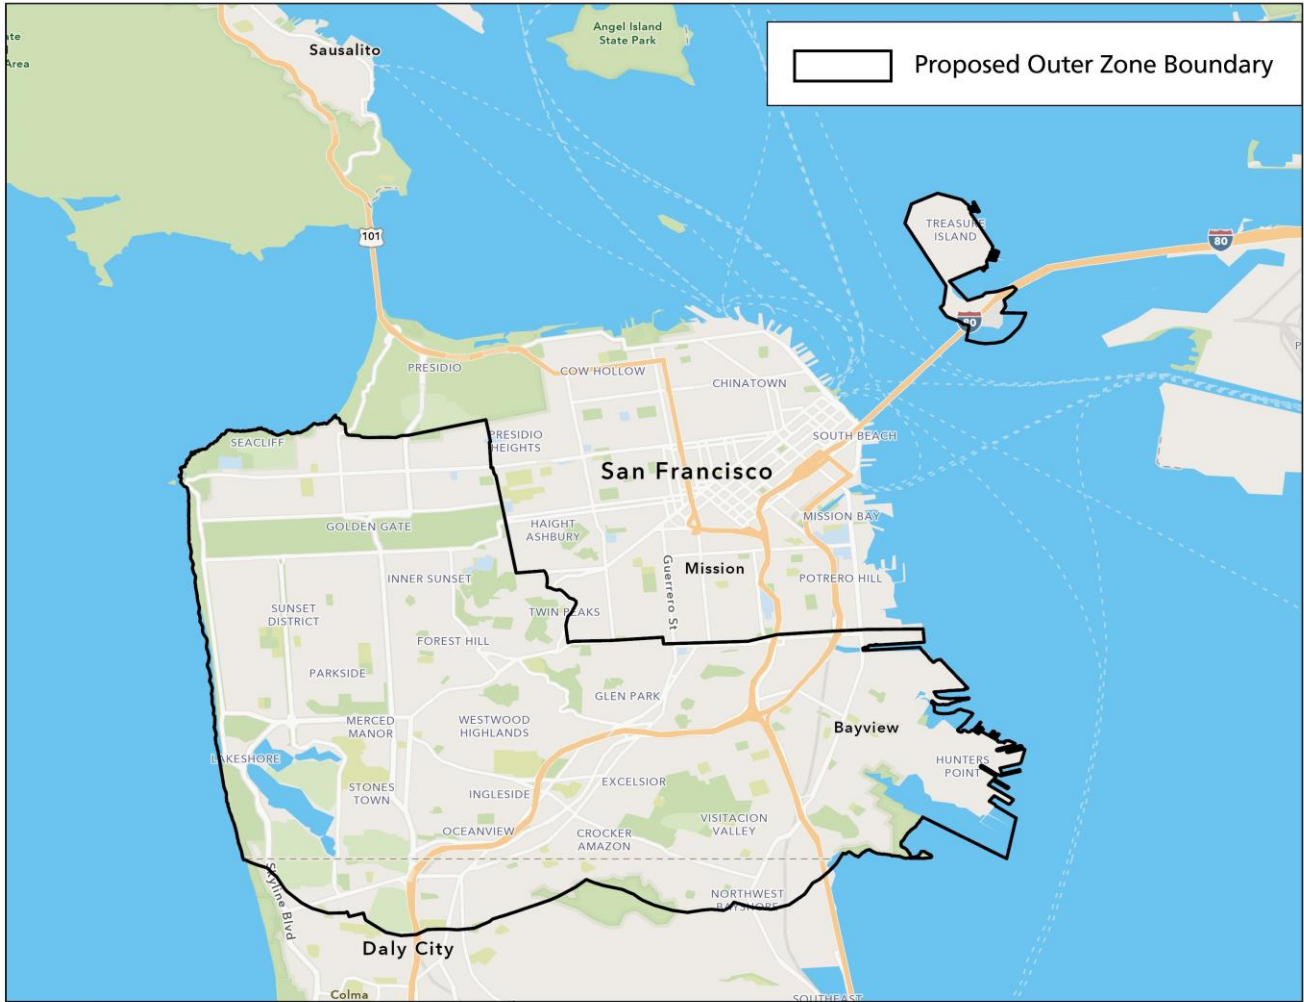 Angel Island
State Park
Sausalito
ate
Area
Proposed Outer Zone Boundary
101
TREASURE
ISLAND
80
80
PRESIDIO
COW HOLLOW
CHINATOWN
SEACLIFF
PRESIDIO
HEIGHTS
SOUTH BEACH
San Francisco
GOLDEN GATE
HAIGHT
ASHBURY
MISSION BAY
INNER SUNSET
Guerrero St
Mission
POTRERO HILL
SUNSET
DISTRICT
TWIN PEAKS
FOREST HILL
PARKSIDE
GLEN PARK
MERCED
MANOR
WESTWOOD
HIGHLANDS
Bayview
LAKESHORE
HUNTERS
POINT
STONES
TOWN
INGLESIDE
EXCELSIOR
OCEANVIEW
CROCKER
AMAZON
VISITACION
VALLEY
Skyline Blvd
NORTHWEST
BAYSHORE
Daly City
Colma
SOUTHEAST